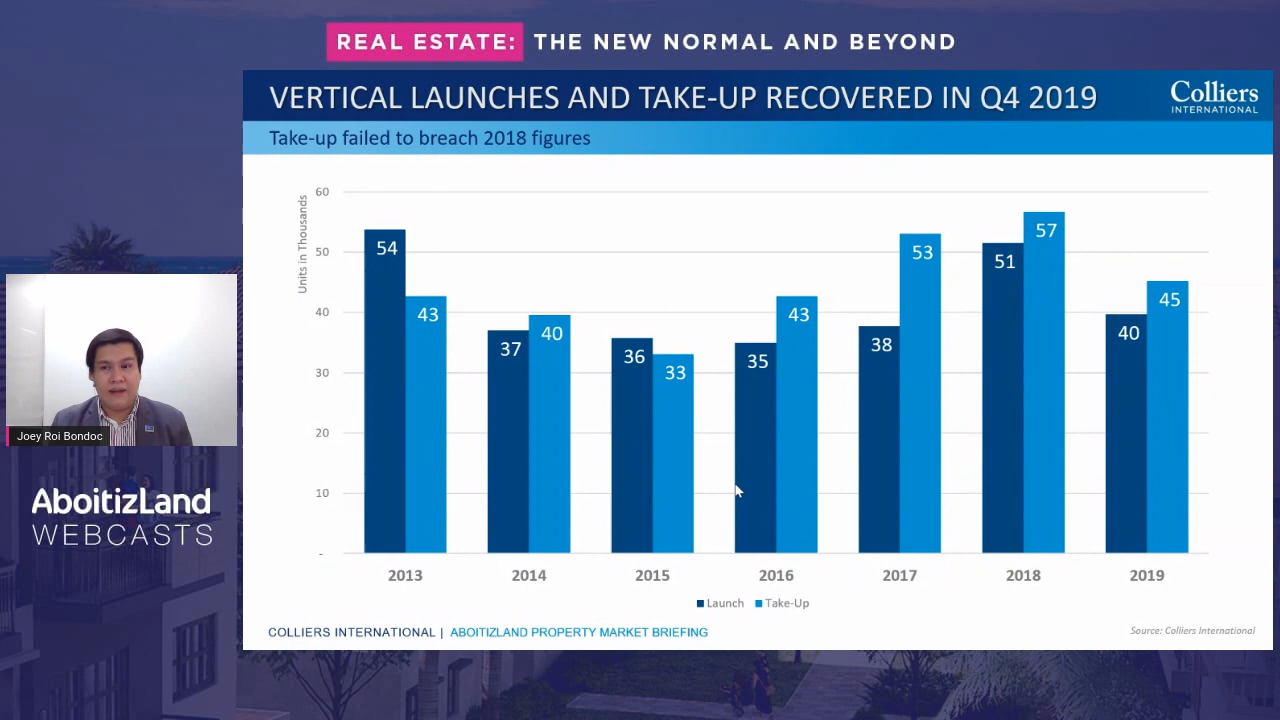 REAL ESTATE: THE NEW NORMAL AND BEYOND
VERTICAL LAUNCHES AND TAKE-UP RECOVERED IN Q4 2019
Colliers
INTERNATIONAL
Take-up failed to breach 2018 figures
Units in Thousands
60
50
40
30
20
10
-
54
43
37
40
36
33
35
43
38
53
51
57
40
45
2013
2014
2015
2016
2017
2018
2019
Launch
Take-Up
COLLIERS INTERNATIONAL | ABOITIZLAND PROPERTY MARKET BRIEFING
Source: Colliers International
Joey Roi Bondoc
AboitizLand
WEBCASTS